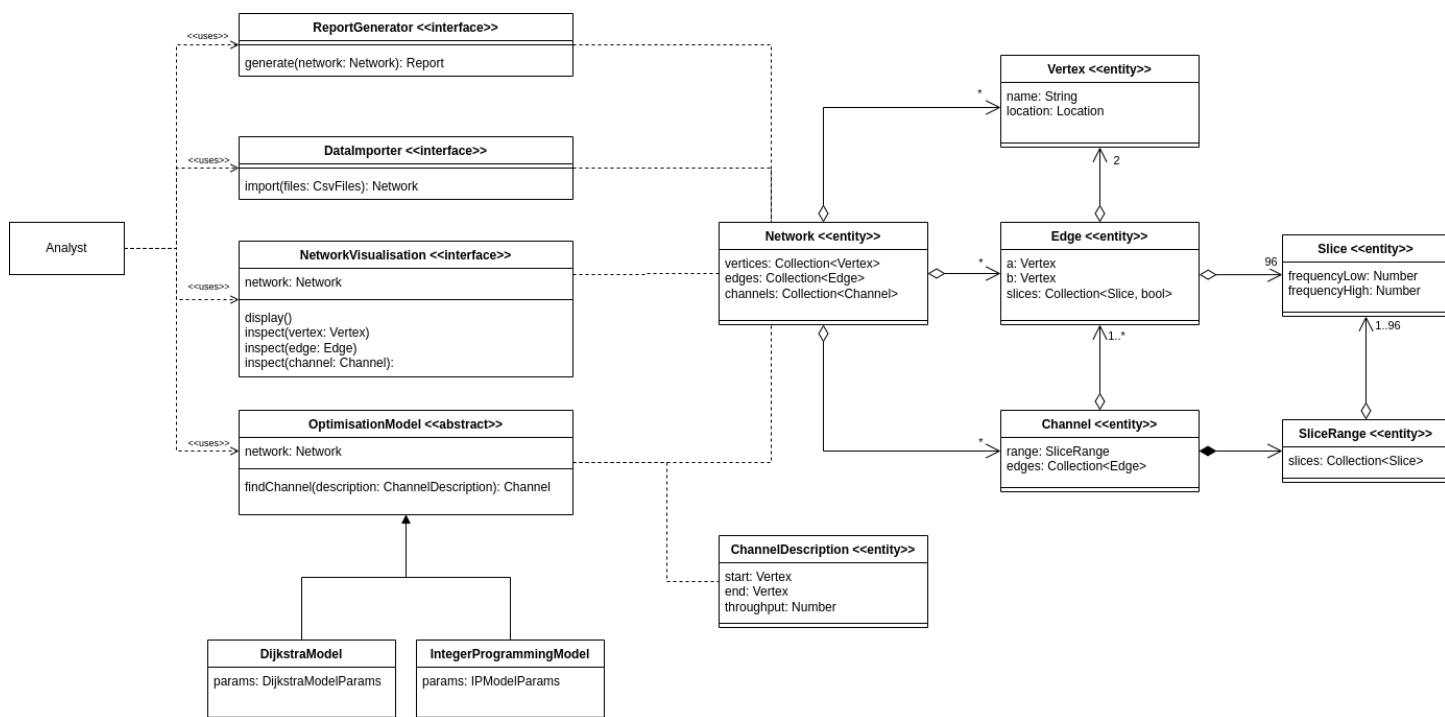 Analyst
<<uses>>
<<uses>>
<<uses>>
<<uses>>
ReportGenerator <<interface>>
generate(network: Network): Report
DataImporter <<interface>>
import(files: CsvFiles): Network
NetworkVisualisation <<interface>>
network: Network
display()
inspect(vertex: Vertex)
inspect(edge: Edge)
inspect(channel: Channel):
OptimisationModel <<abstract>>
network: Network
findChannel(description: ChannelDescription): Channel
DijkstraModel
params: DijkstraModelParams
IntegerProgrammingModel
params: IPModelParams
Network <<entity>>
vertices: Collection<Vertex>
edges: Collection<Edge>
channels: Collection<Channel>
ChannelDescription <<entity>>
start: Vertex
end: Vertex
throughput: Number
*
*
*
Vertex <<entity>>
name: String
location: Location
2
Edge <<entity>>
a: Vertex
b: Vertex
slices: Collection<Slice, bool>
1..*
Channel <<entity>>
range: SliceRange
edges: Collection<Edge>
96
Slice <<entity>>
frequencyLow: Number
frequencyHigh: Number
1..96
SliceRange <<entity>>
slices: Collection<Slice>